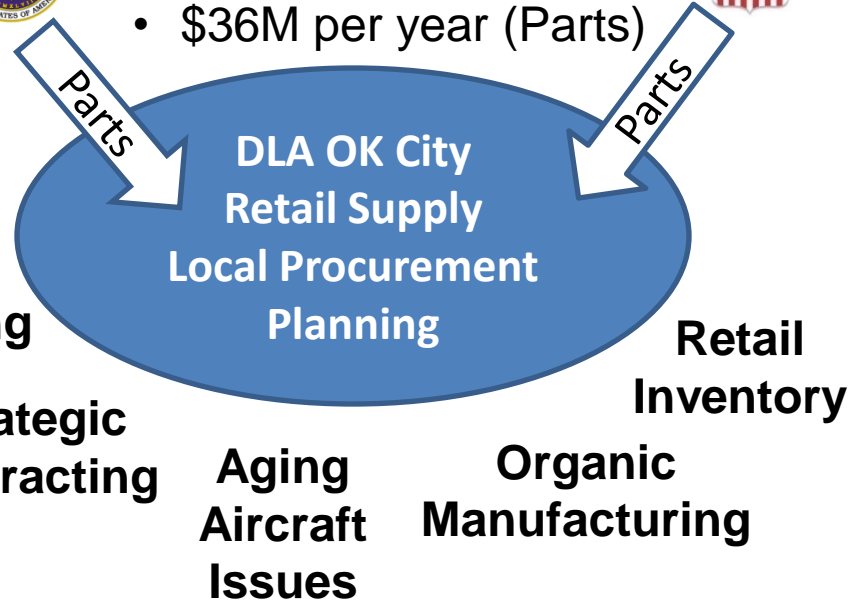 • $36M per year (Parts)
Parts
Parts
DLA OK City
Retail Supply
Local Procurement
Planning
Retail
Inventory
Aging
Aircraft
Issues
Organic
Manufacturing